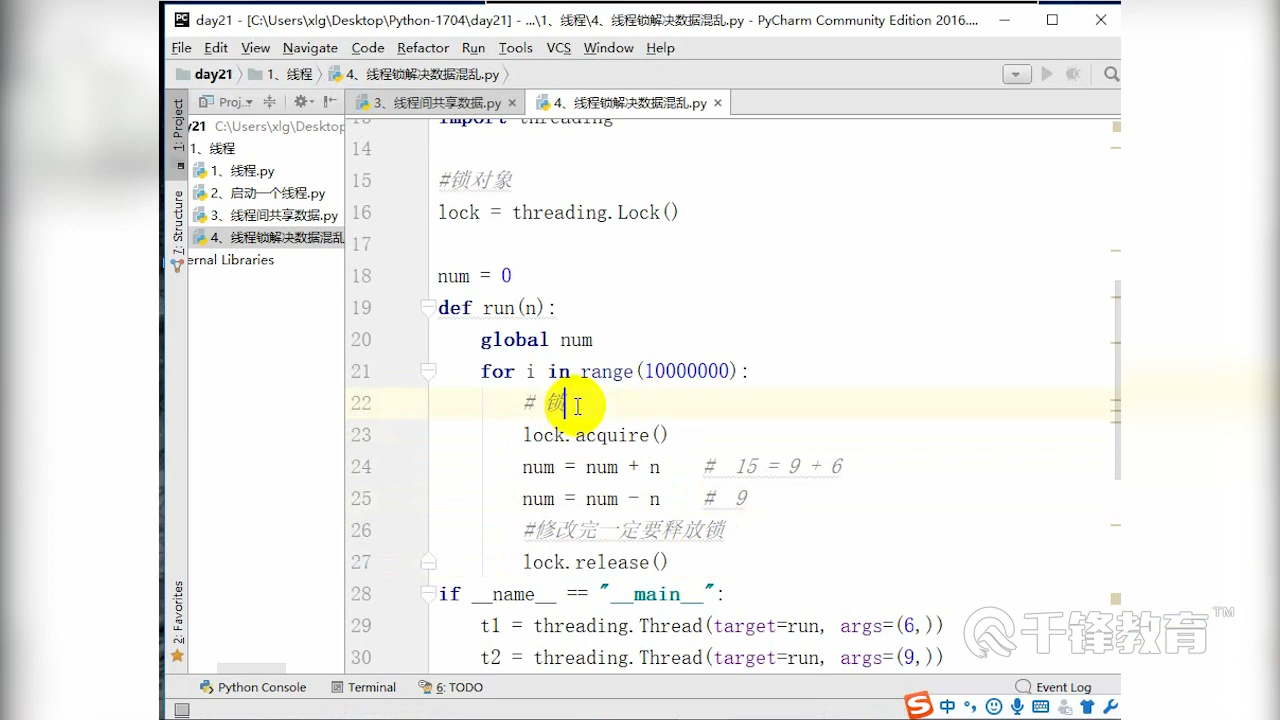 day21 - [C:\Users\xlg\Desktop\Python-1704\day21] - ...\1、线程\4、线程锁解决数据混乱.py - PyCharm Community Edition 2016....
File Edit View Navigate Code Refactor Run Tools VCS Window Help
day21 1、线程 4、线程锁解决数据混乱.py
Proj.. 3、线程间共享数据.py 4、线程锁解决数据混乱.py
1: Project
7: Structure
2: Favorites
y21 C:\Users\xlg\Desktop
1、线程
1、线程.py
2、启动一个线程.py
3、线程间共享数据.py
4、线程锁解决数据混乱
ernal Libraries
import threading
14
15 #锁对象
16 lock = threading.Lock()
17
18 num = 0
19 def run(n):
20 global num
21 for i in range(10000000):
22 # 锁
23 lock.acquire()
24 num = num + n # 15 = 9 + 6
25 num = num - n # 9
26 #修改完一定要释放锁
27 lock.release()
28 if __name__ == "__main__":
29 t1 = threading.Thread(target=run, args=(6,))
30 t2 = threading.Thread(target=run, args=(9,))
千锋教育™
Python Console Terminal 6: TODO Event Log
中